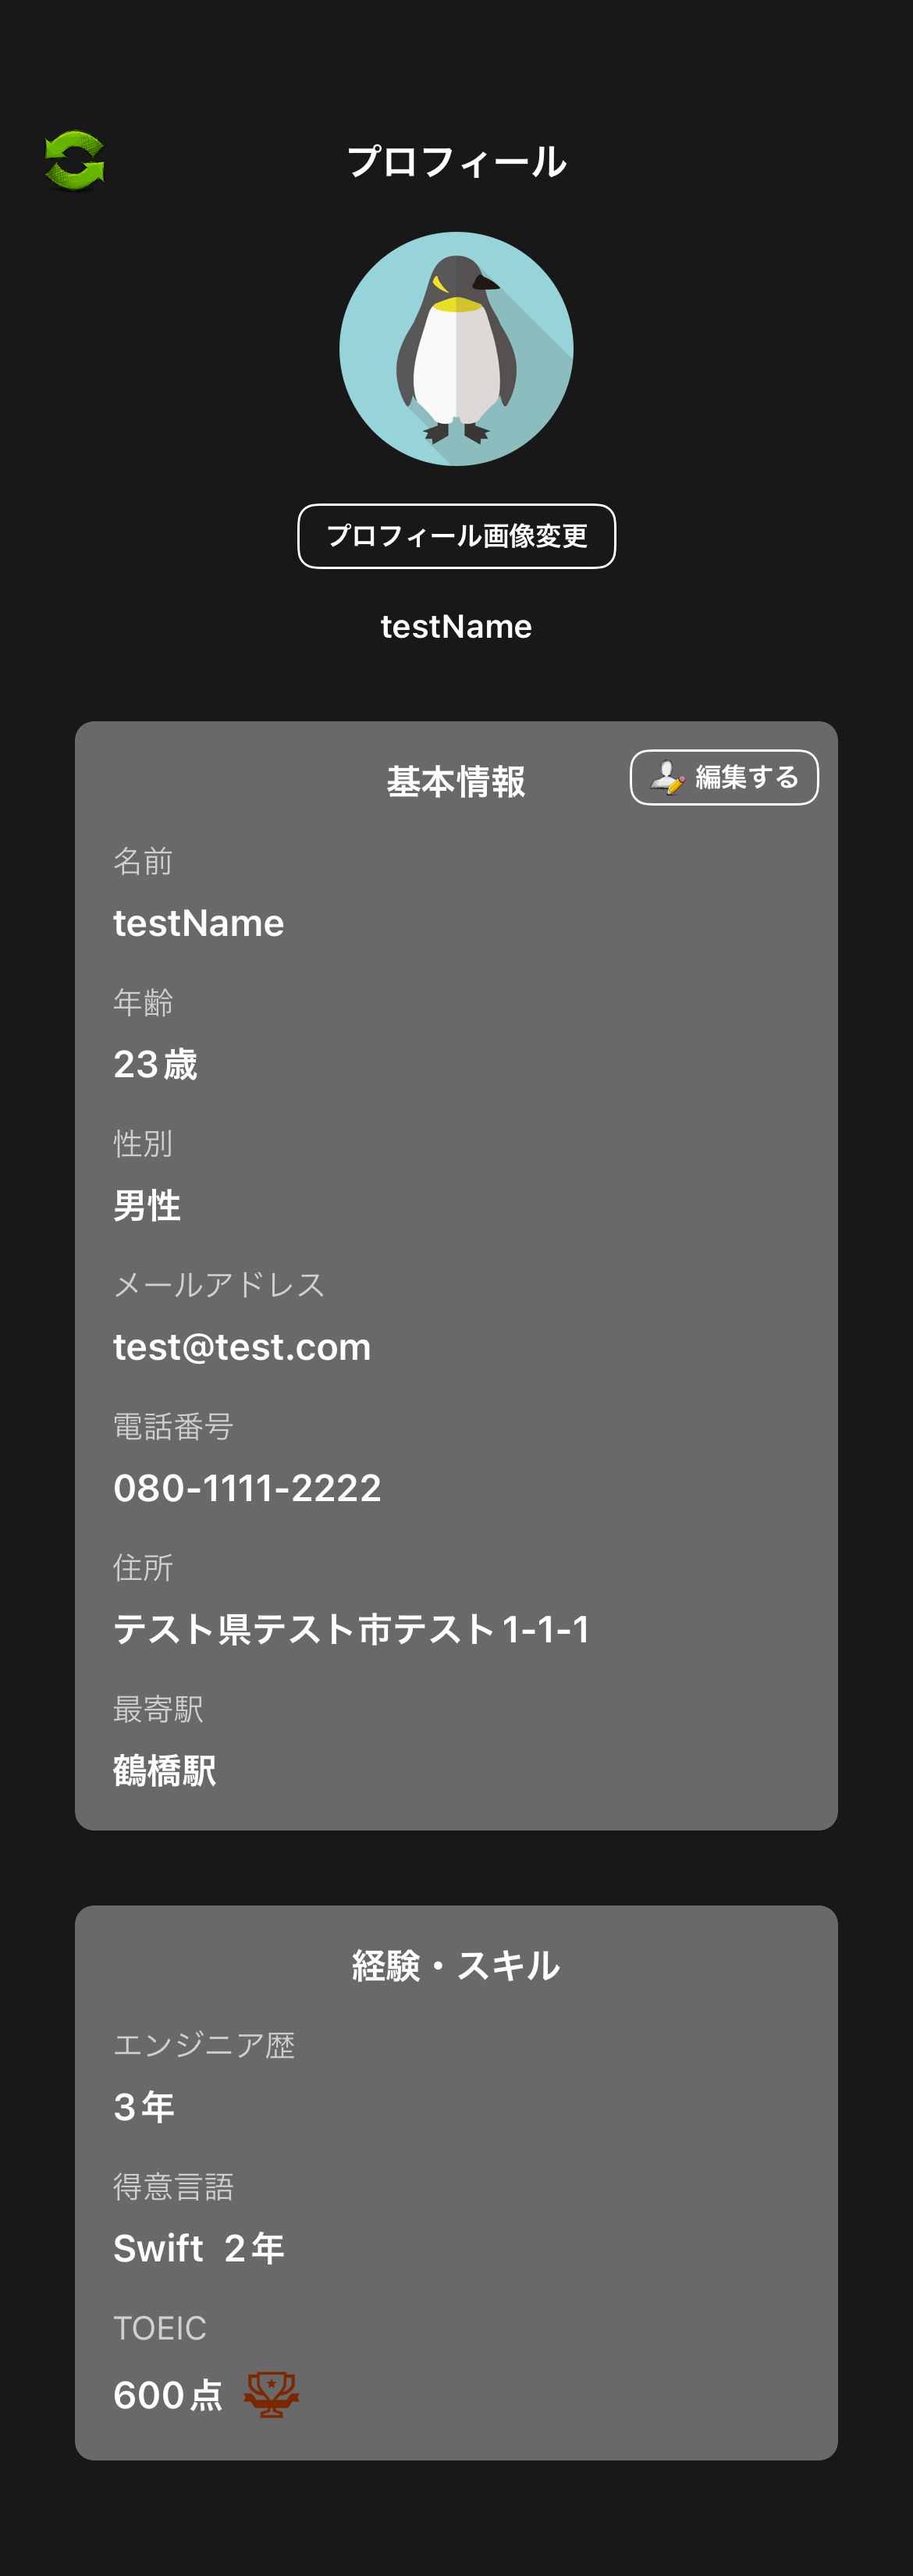 プロフィール
プロフィール画像変更
testName
基本情報
編集する
名前
testName
年齢
23歳
性別
男性
メールアドレス
test@test.com
電話番号
080-1111-2222
住所
テスト県テスト市テスト1-1-1
最寄駅
鶴橋駅
経験・スキル
エンジニア歴
3年
得意言語
Swift 2年
TOEIC
600点